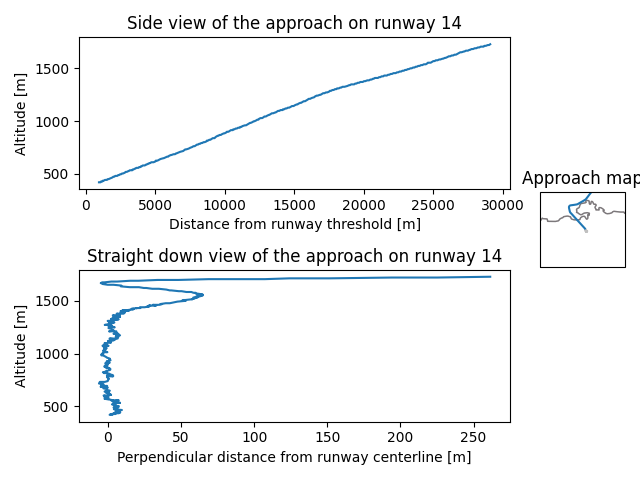 Side view of the approach on runway 14
Altitude [m]
1500
1000
500
0 5000 10000 15000 20000 25000 30000
Distance from runway threshold [m]
Approach map
Straight down view of the approach on runway 14
Altitude [m]
1500
1000
500
0 50 100 150 200 250
Perpendicular distance from runway centerline [m]